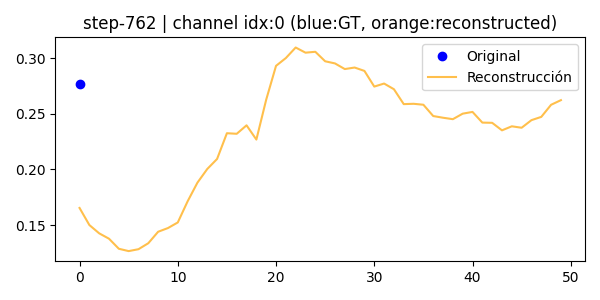 step-762 | channel idx:0 (blue:GT, orange:reconstructed)
Original
Reconstrucción
0.30
0.25
0.20
0.15
0 10 20 30 40 50